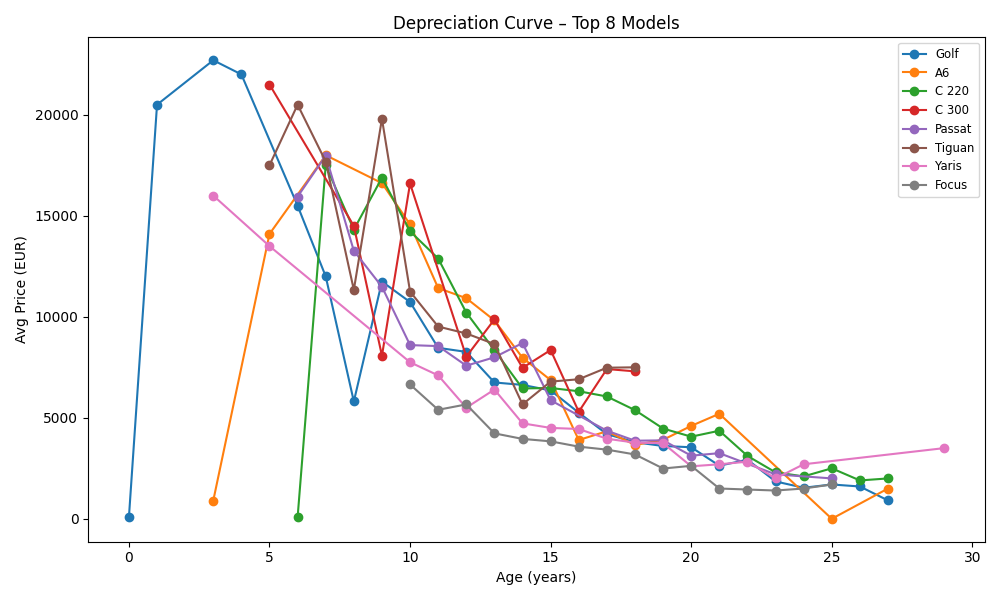 Depreciation Curve – Top 8 Models
Avg Price (EUR)
20000
15000
10000
5000
0
0 5 10 15 20 25 30
Age (years)
Golf
A6
C 220
C 300
Passat
Tiguan
Yaris
Focus